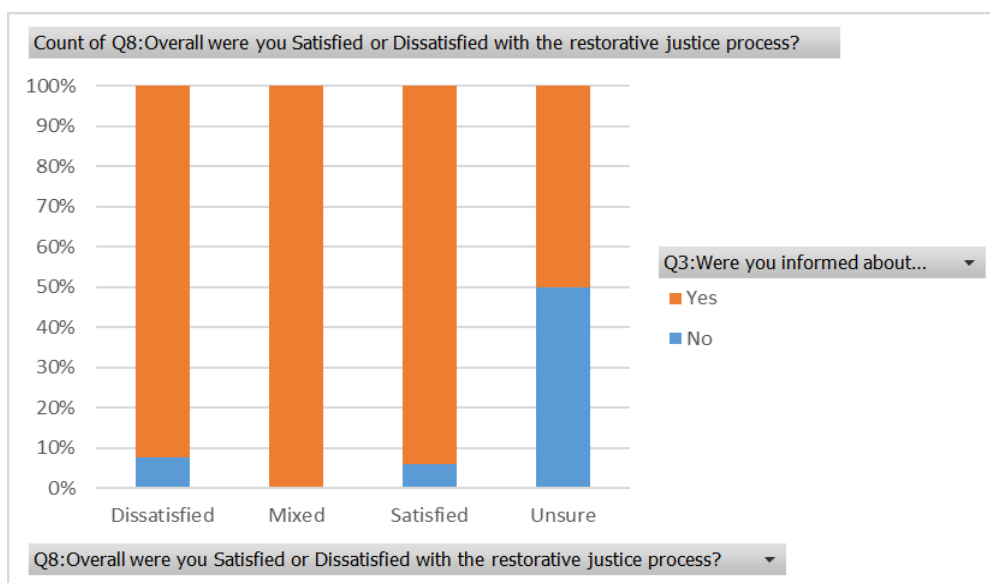 Count of Q8:Overall were you Satisfied or Dissatisfied with the restorative justice process?
100%
90%
80%
70%
60%
50%
40%
30%
20%
10%
0%
Dissatisfied Mixed Satisfied Unsure
Q3:Were you informed about...
Yes
No
Q8:Overall were you Satisfied or Dissatisfied with the restorative justice process?